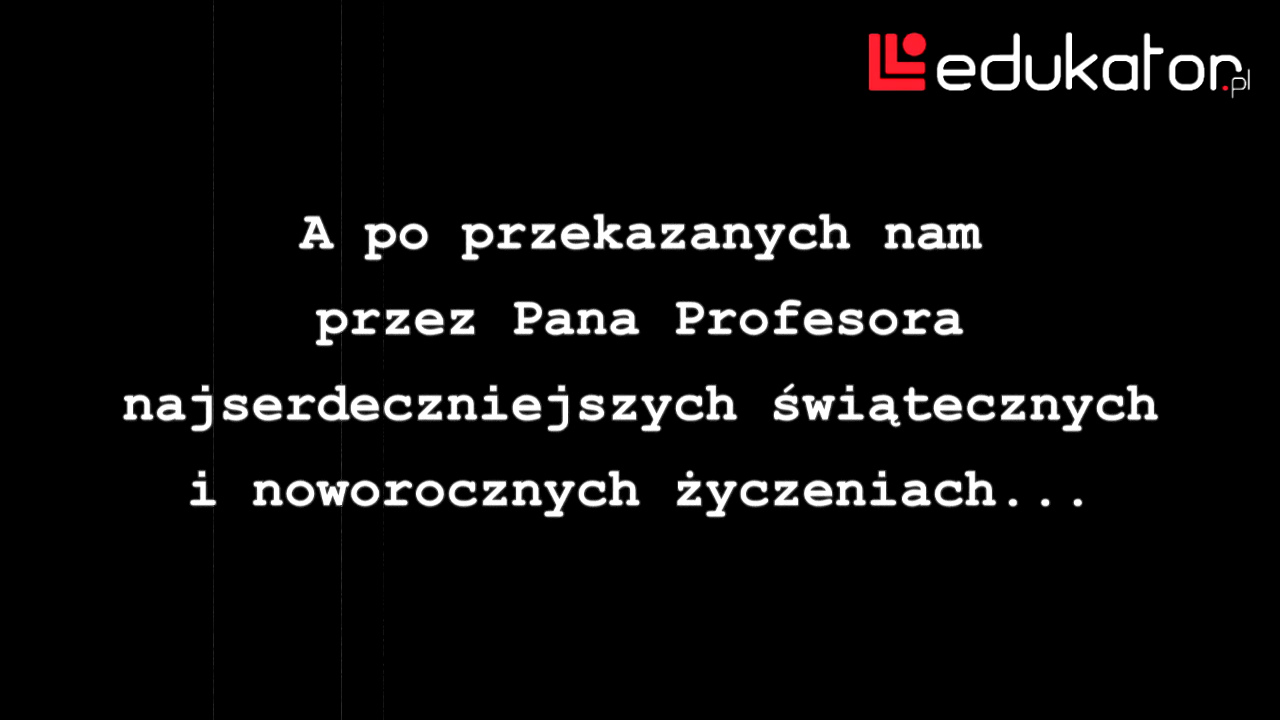 edukator.pl
A po przekazanych nam
przez Pana Profesora
najserdeczniejszych świątecznych
i noworocznych życzeniach...